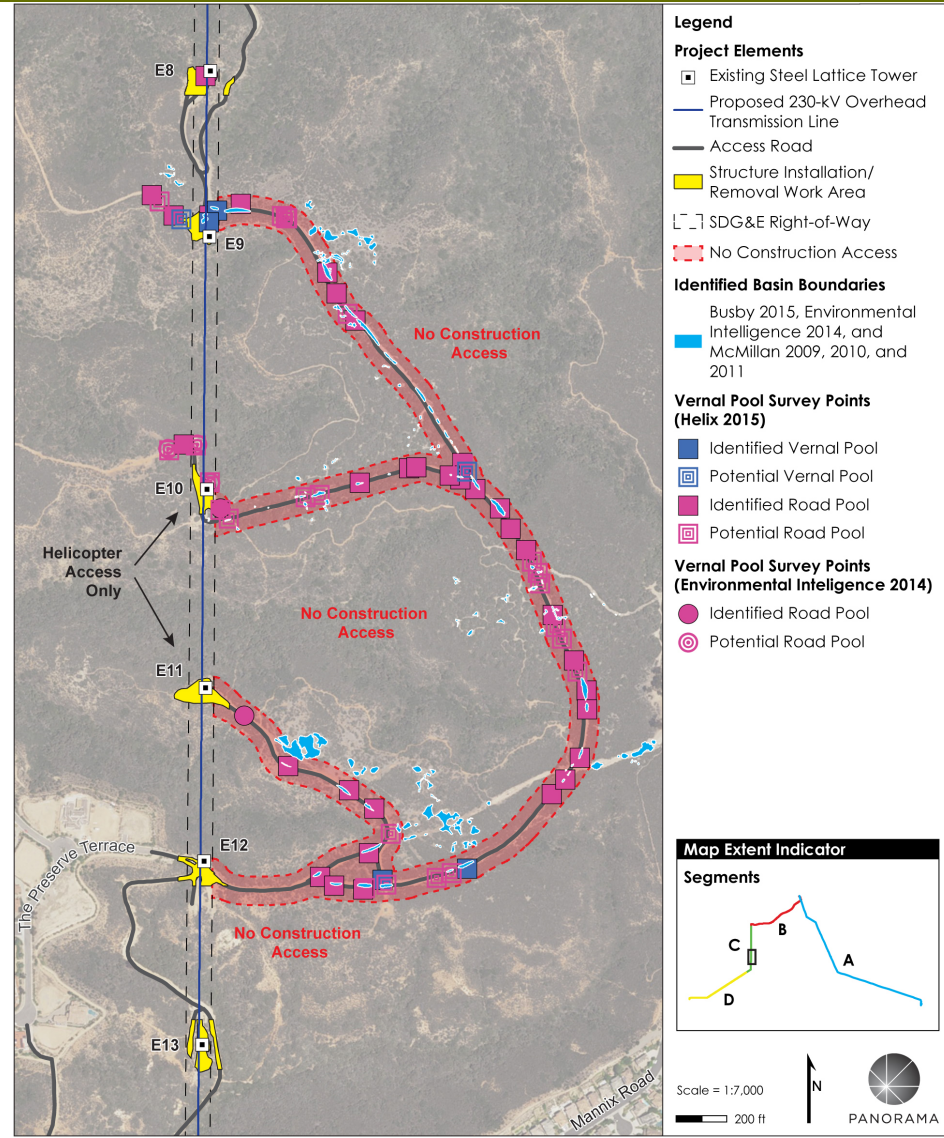 E8
E9
No Construction
Access
E10
Helicopter
Access
Only
No Construction
Access
E11
E12
The Preserve Terrace
No Construction
Access
E13
Mannix Road
Legend
Project Elements
Existing Steel Lattice Tower
Proposed 230-kV Overhead
Transmission Line
Access Road
Structure Installation/
Removal Work Area
SDG&E Right-of-Way
No Construction Access
Identified Basin Boundaries
Busby 2015, Environmental
Intelligence 2014, and
McMillan 2009, 2010, and
2011
Vernal Pool Survey Points
(Helix 2015)
Identified Vernal Pool
Potential Vernal Pool
Identified Road Pool
Potential Road Pool
Vernal Pool Survey Points
(Environmental Inteligence 2014)
Identified Road Pool
Potential Road Pool
Map Extent Indicator
Segments
B
C
A
D
Scale = 1:7,000
200 ft
N
PANORAMA